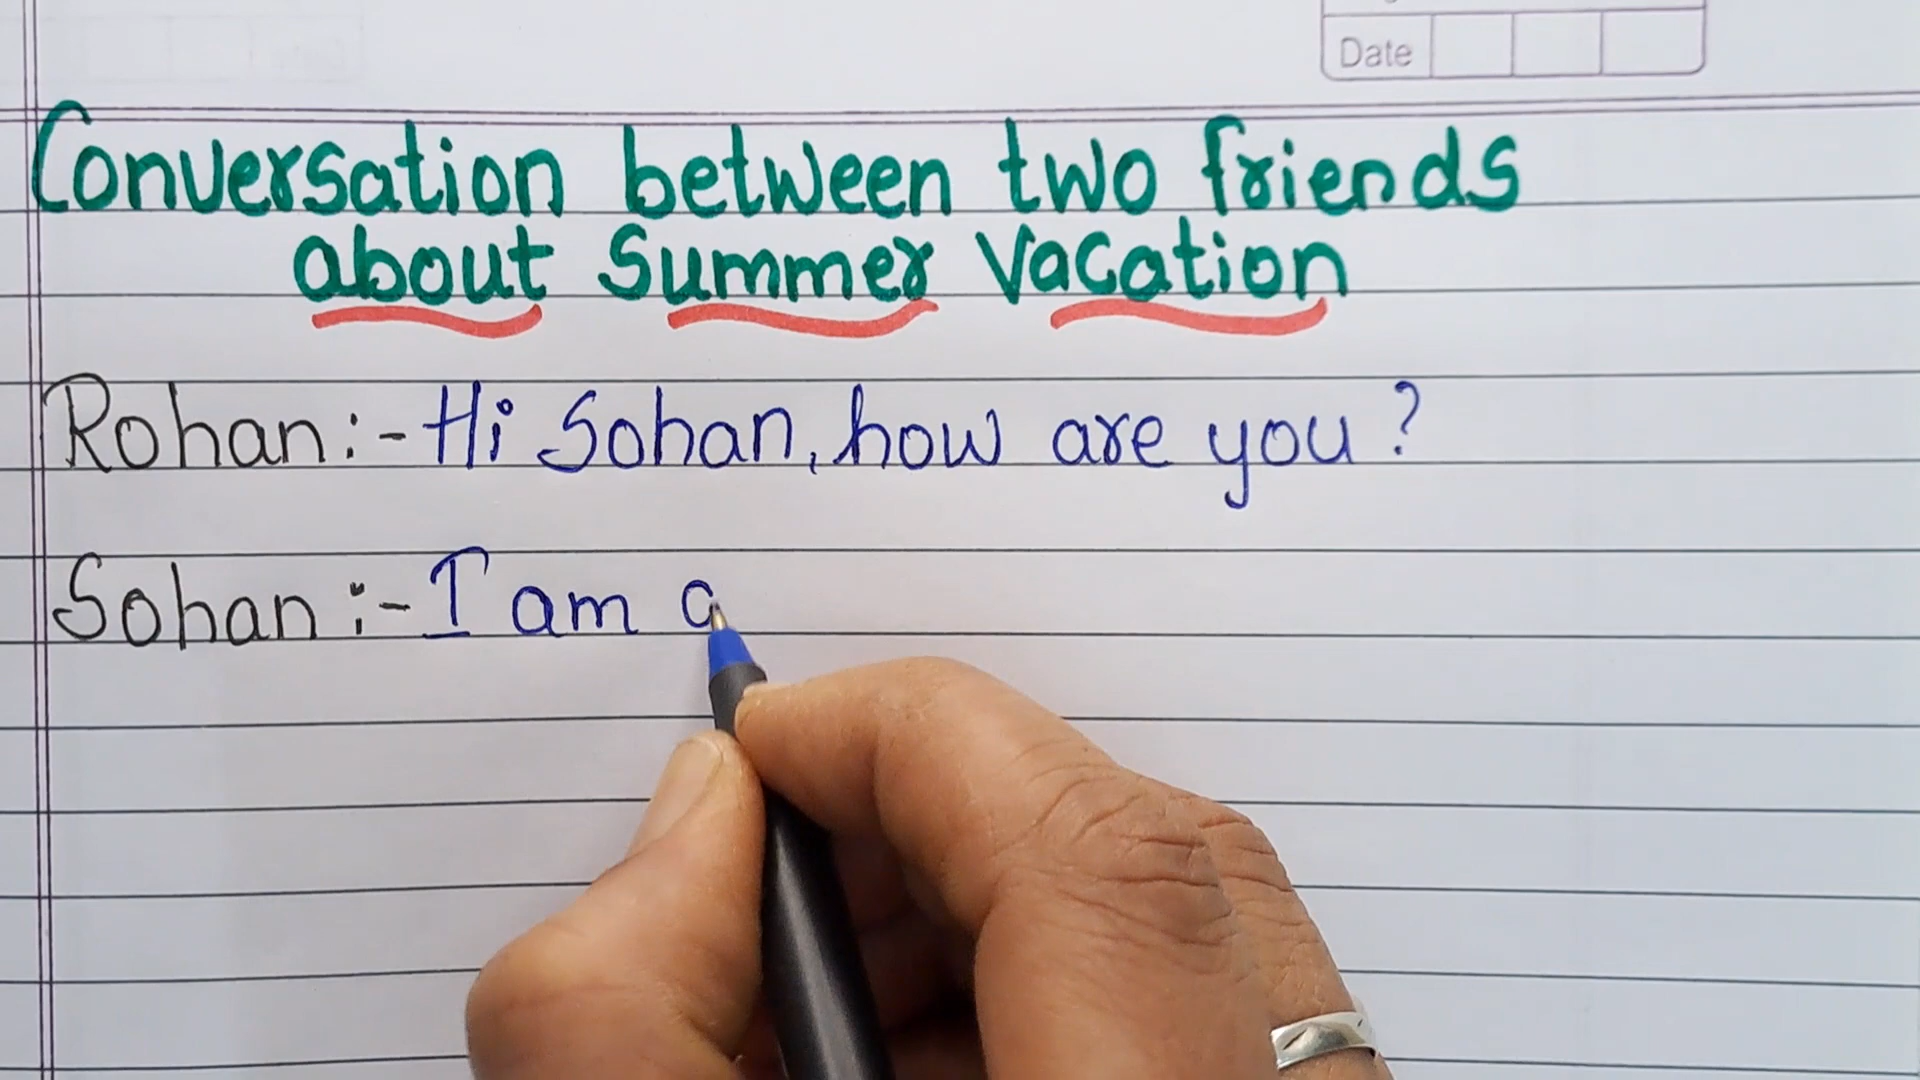 Date
Conversation between two friends
about Summer Vacation
Rohan:- Hi Sohan, how are you?
Sohan:- I am